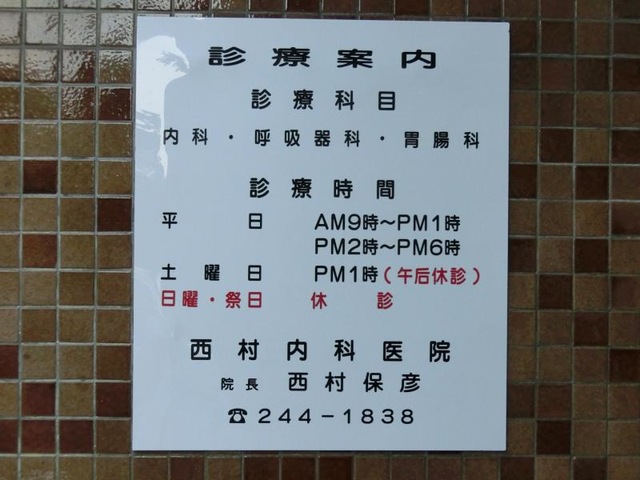 診療案内
診療科目
内科・呼吸器科・胃腸科
診療時間
平日 AM9時～PM1時
PM2時～PM6時
土曜日 PM1時(午后休診)
日曜・祭日 休診
西村内科医院
院長 西村保彦
☎244-1838